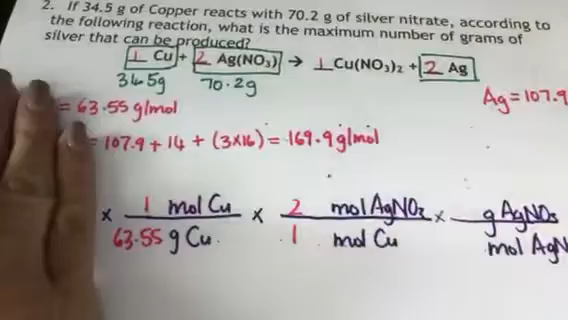 2. If 34.5 g of Copper reacts with 70.2 g of silver nitrate, according to
the following reaction, what is the maximum number of grams of
silver that can be produced?
1 Cu + 2 Ag(NO₃) → 1 Cu(NO₃)₂ + 2 Ag
34.5g 70.2g
Ag = 107.9
= 63.55 g/mol
= 107.9 + 14 + (3x16) = 169.9 g/mol
x 1 mol Cu x 2 mol AgNO₃ x g AgNO₃
63.55 g Cu 1 mol Cu mol AgN